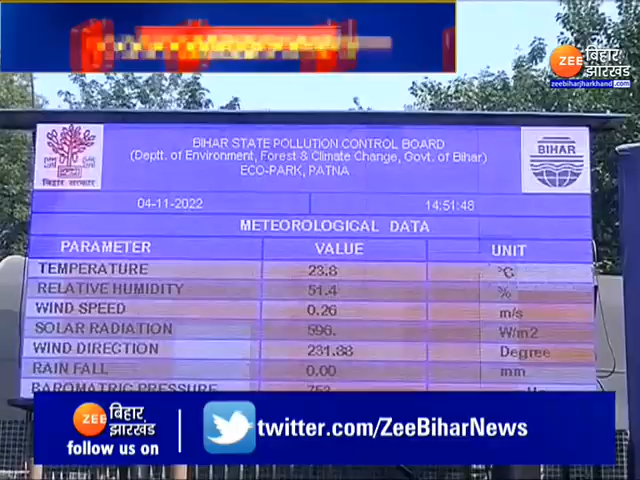 ZEE बिहार
झारखंड
zeebiharjharkhand.com
BIHAR STATE POLLUTION CONTROL BOARD
(Deptt. of Environment, Forest & Climate Change, Govt. of Bihar)
ECO-PARK, PATNA
बिहार सरकार
BIHAR
04-11-2022 14:51:48
METEOROLOGICAL DATA
PARAMETER VALUE UNIT
TEMPERATURE 23.8 °C
RELATIVE HUMIDITY 51.4 %
WIND SPEED 0.26 m/s
SOLAR RADIATION 596. W/m2
WIND DIRECTION 231.88 Degree
RAIN FALL 0.00 mm
BAROMATRIC PRESSURE
ZEE बिहार
झारखंड
follow us on
twitter.com/ZeeBiharNews